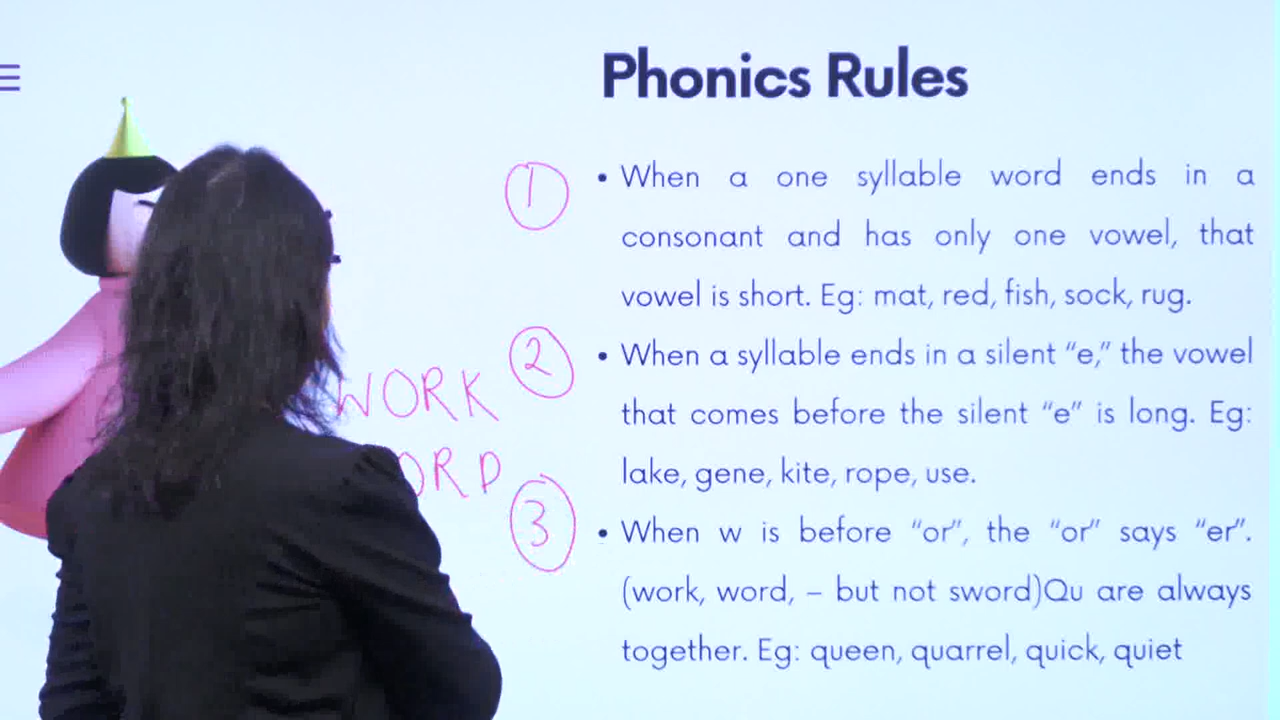 Phonics Rules
1
• When a one syllable word ends in a
consonant and has only one vowel, that
vowel is short. Eg: mat, red, fish, sock, rug.
2
• When a syllable ends in a silent “e,” the vowel
that comes before the silent “e” is long. Eg:
lake, gene, kite, rope, use.
3
• When w is before “or”, the “or” says “er”.
(work, word, – but not sword)Qu are always
together. Eg: queen, quarrel, quick, quiet
WORK
ORD